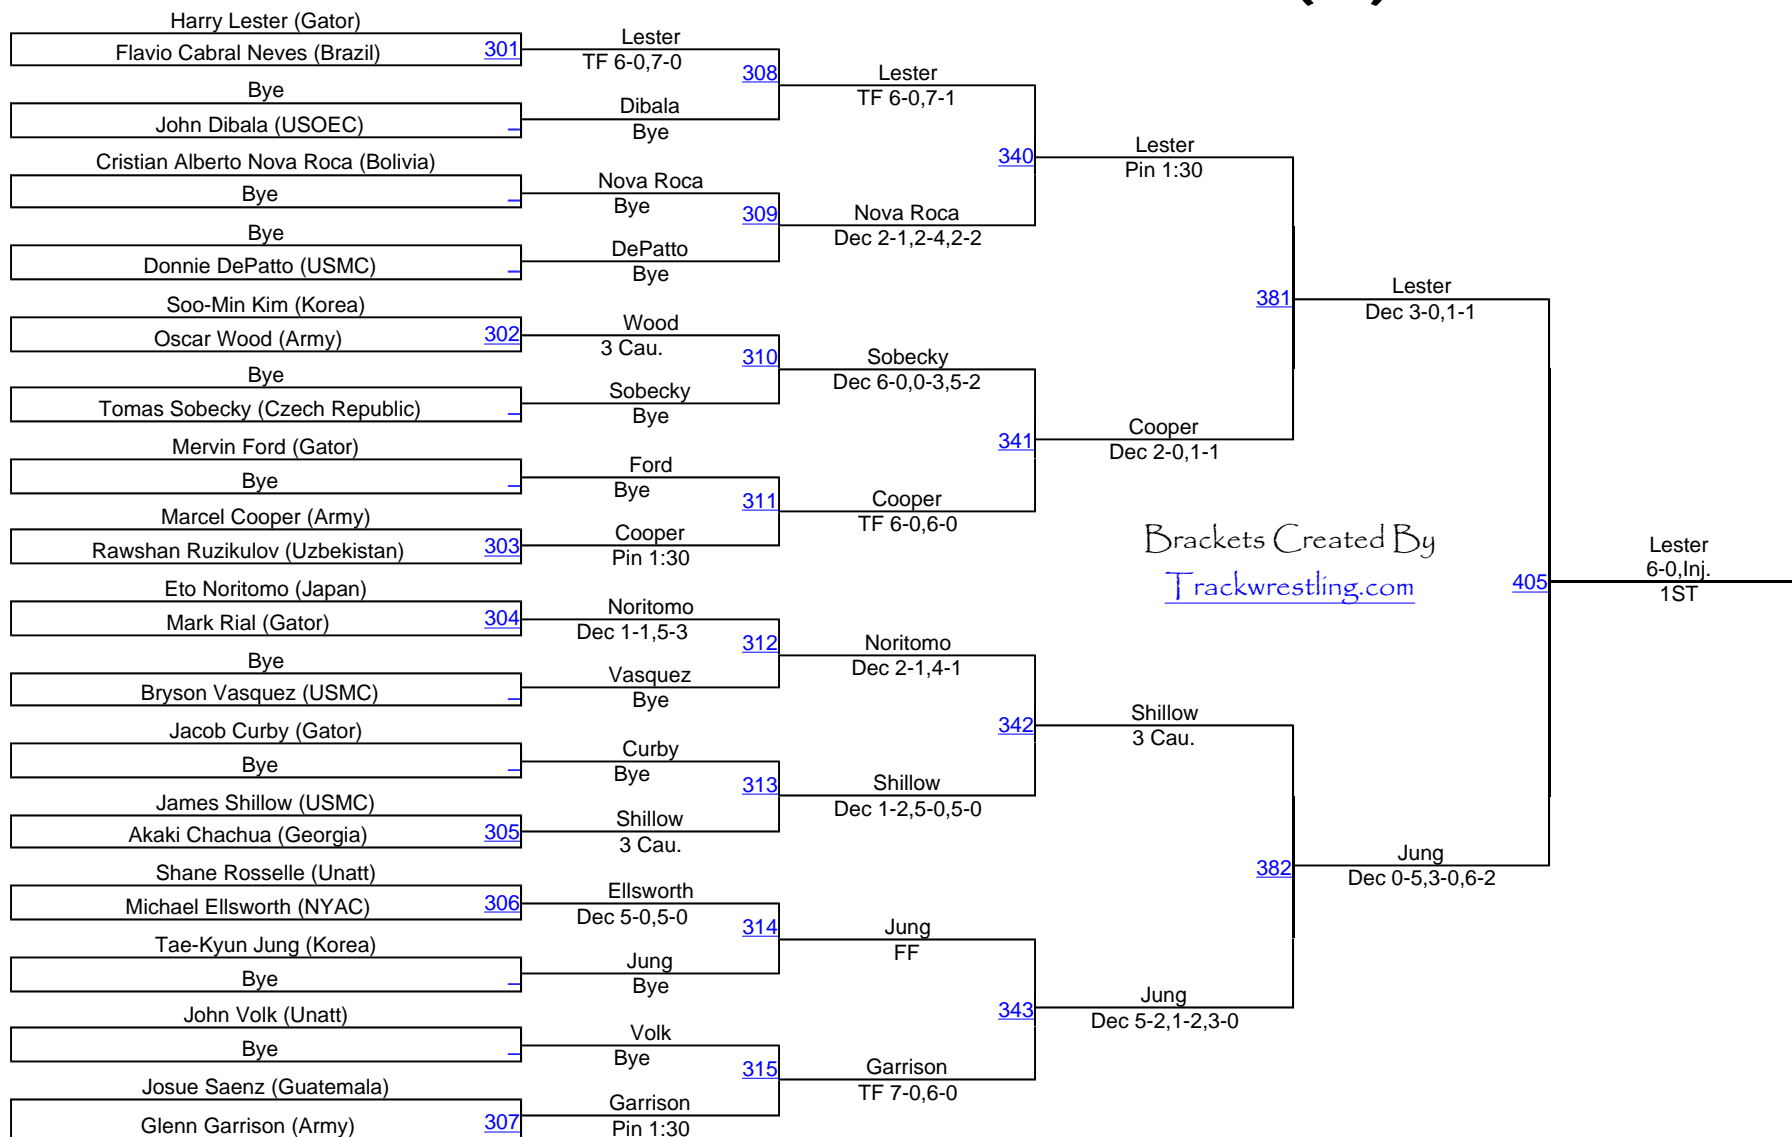 Harry Lester (Gator)
Flavio Cabral Neves (Brazil) 301
Bye
John Dibala (USOEC)
Cristian Alberto Nova Roca (Bolivia)
Bye
Bye
Donnie DePatto (USMC)
Soo-Min Kim (Korea)
Oscar Wood (Army) 302
Bye
Tomas Sobecky (Czech Republic)
Mervin Ford (Gator)
Bye
Marcel Cooper (Army)
Rawshan Ruzikulov (Uzbekistan) 303
Eto Noritomo (Japan)
Mark Rial (Gator) 304
Bye
Bryson Vasquez (USMC)
Jacob Curby (Gator)
Bye
James Shillow (USMC)
Akaki Chachua (Georgia) 305
Shane Rosselle (Unatt)
Michael Ellsworth (NYAC) 306
Tae-Kyun Jung (Korea)
Bye
John Volk (Unatt)
Bye
Josue Saenz (Guatemala)
Glenn Garrison (Army) 307
Lester
TF 6-0,7-0
308
Dibala
Bye
Nova Roca
Bye
309
DePatto
Bye
Wood
3 Cau.
310
Sobecky
Bye
Ford
Bye
311
Cooper
Pin 1:30
Noritomo
Dec 1-1,5-3
312
Vasquez
Bye
Curby
Bye
313
Shillow
3 Cau.
Ellsworth
Dec 5-0,5-0
314
Jung
Bye
Volk
Bye
315
Garrison
Pin 1:30
Lester
TF 6-0,7-1
340
Nova Roca
Dec 2-1,2-4,2-2
Sobecky
Dec 6-0,0-3,5-2
341
Cooper
TF 6-0,6-0
Noritomo
Dec 2-1,4-1
342
Shillow
Dec 1-2,5-0,5-0
Jung
FF
343
Garrison
TF 7-0,6-0
Lester
Pin 1:30
381
Cooper
Dec 2-0,1-1
Brackets Created By
Trackwrestling.com
Shillow
3 Cau.
382
Jung
Dec 5-2,1-2,3-0
Lester
Dec 3-0,1-1
405
Jung
Dec 0-5,3-0,6-2
Lester
6-0,Inj.
1ST